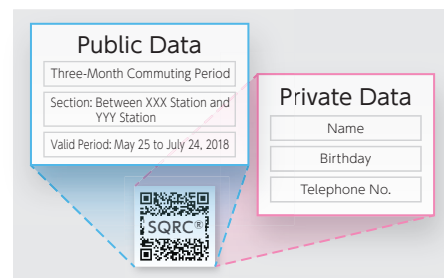 Public Data
Three-Month Commuting Period
Section: Between XXX Station and
YYY Station
Valid Period: May 25 to July 24, 2018
Private Data
Name
Birthday
Telephone No.
SQRC®